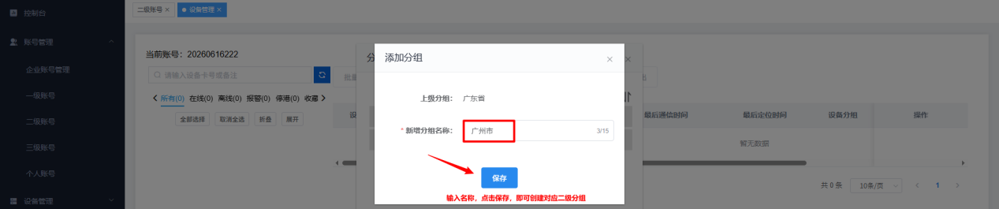 控制台
账号管理
企业账号管理
一级账号
二级账号
三级账号
个人账号
设备管理
二级账号 ×
设备管理 ×
当前账号：20260616222
请输入设备卡号或备注
所有(0) 在线(0) 离线(0) 报警(0) 停港(0) 收藏
全部选择 取消全选 折叠 展开
添加分组
上级分组： 广东省
* 新增分组名称： 广州市 3/15
保存
输入名称，点击保存，即可创建对应二级分组
最后通信时间 最后定位时间 设备分组 操作
暂无数据
共 0 条 10条/页 1